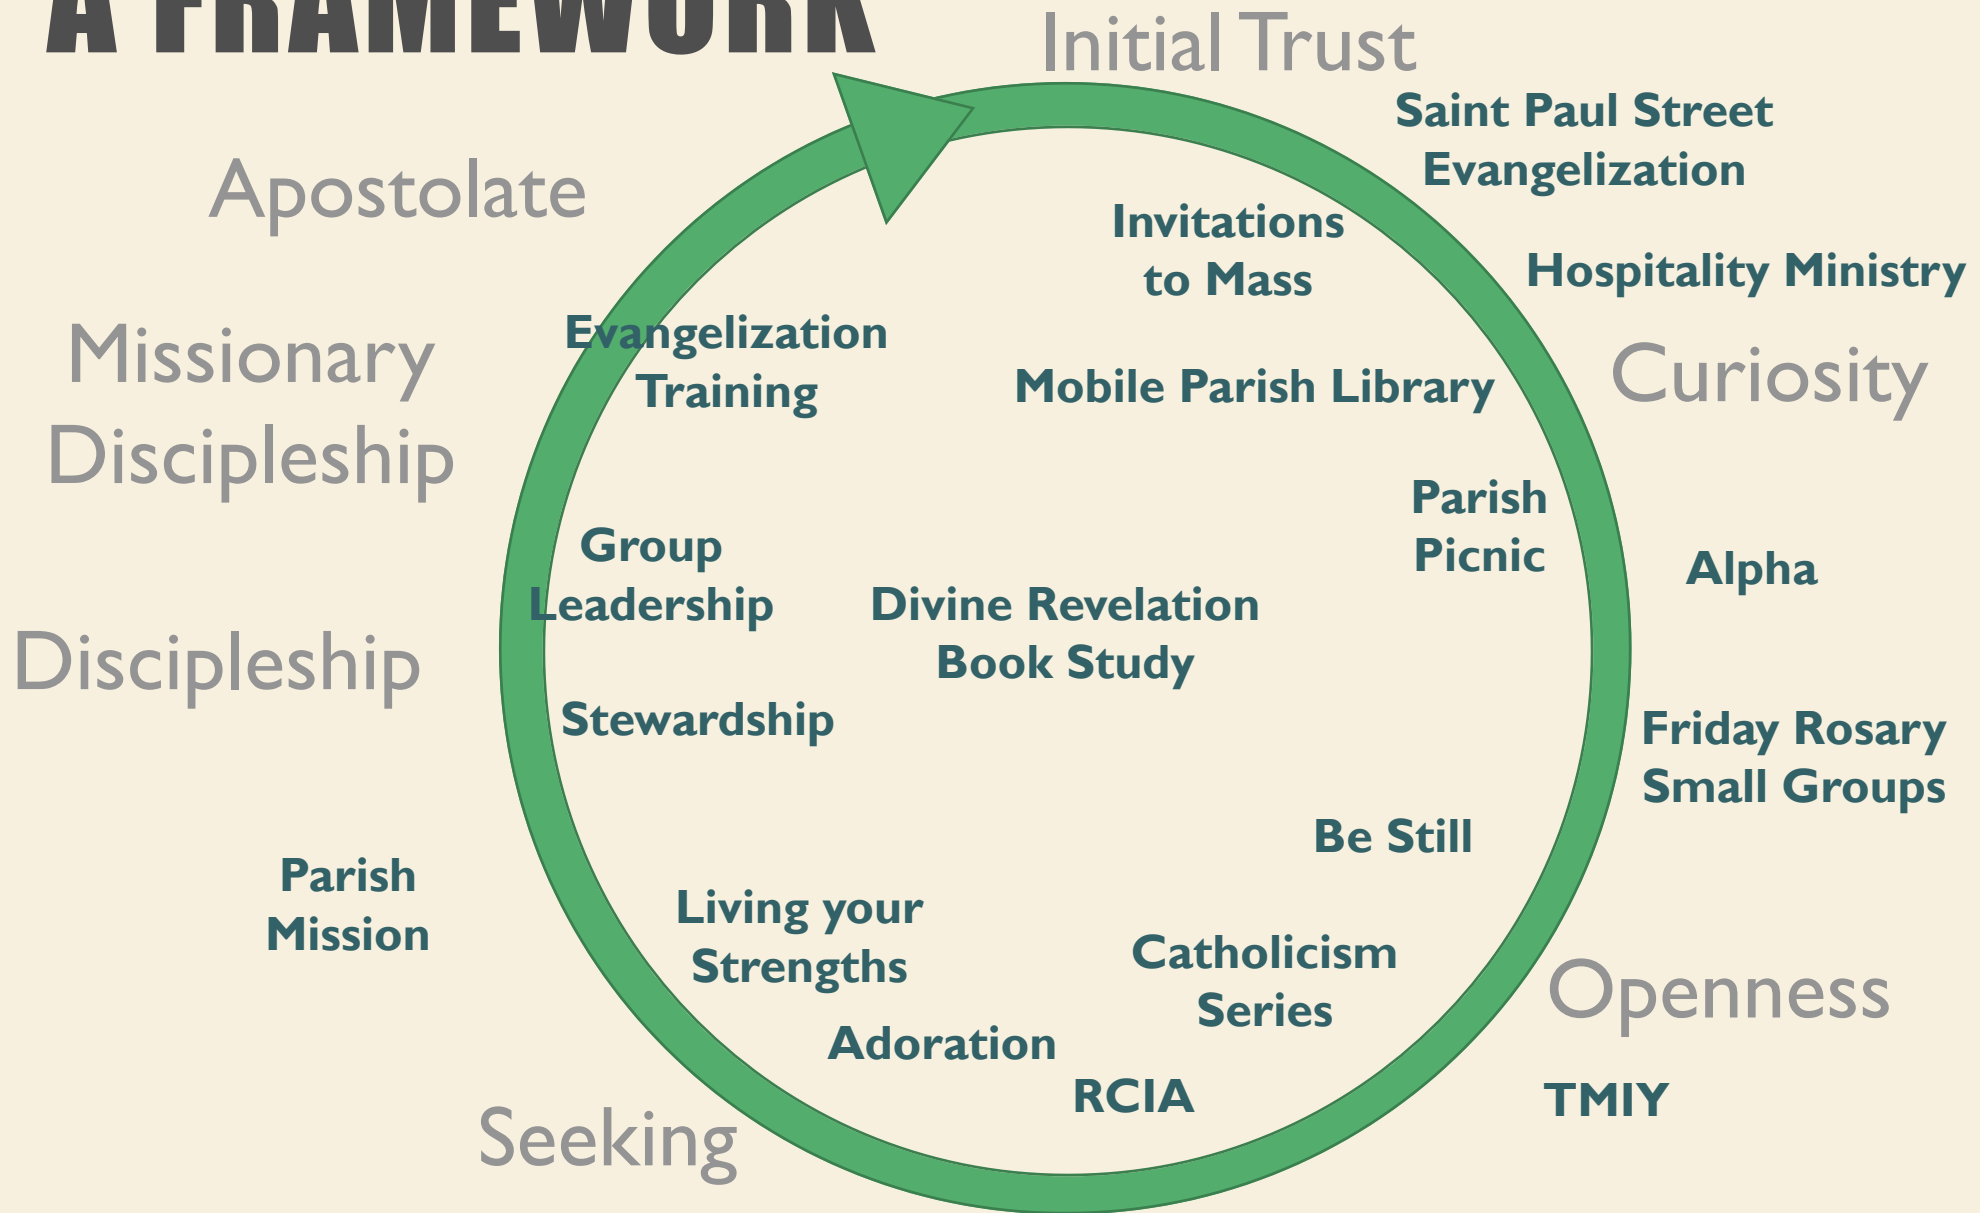 A FRAMEWORK
Initial Trust
Saint Paul Street
Evangelization
Apostolate
Invitations
to Mass
Hospitality Ministry
Evangelization
Training
Missionary
Discipleship
Mobile Parish Library
Curiosity
Parish
Picnic
Alpha
Group
Leadership
Divine Revelation
Book Study
Discipleship
Stewardship
Friday Rosary
Small Groups
Be Still
Parish
Mission
Living your
Strengths
Catholicism
Series
Openness
Adoration
RCIA
TMIY
Seeking